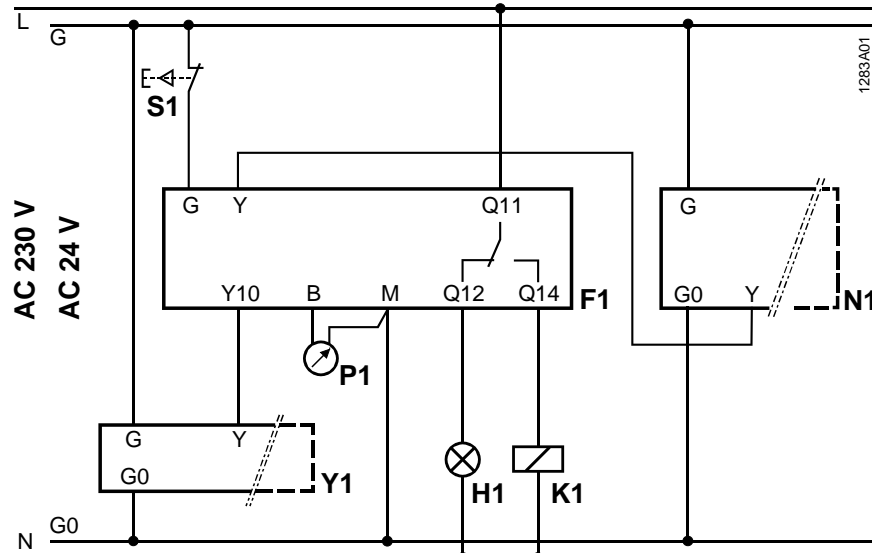 L
G
1283A01
S1
AC 230 V
AC 24 V
G Y Q11
G
Y10 B M Q12 Q14
F1
G0 Y
N1
P1
G Y
G0
Y1
H1
K1
G0
N